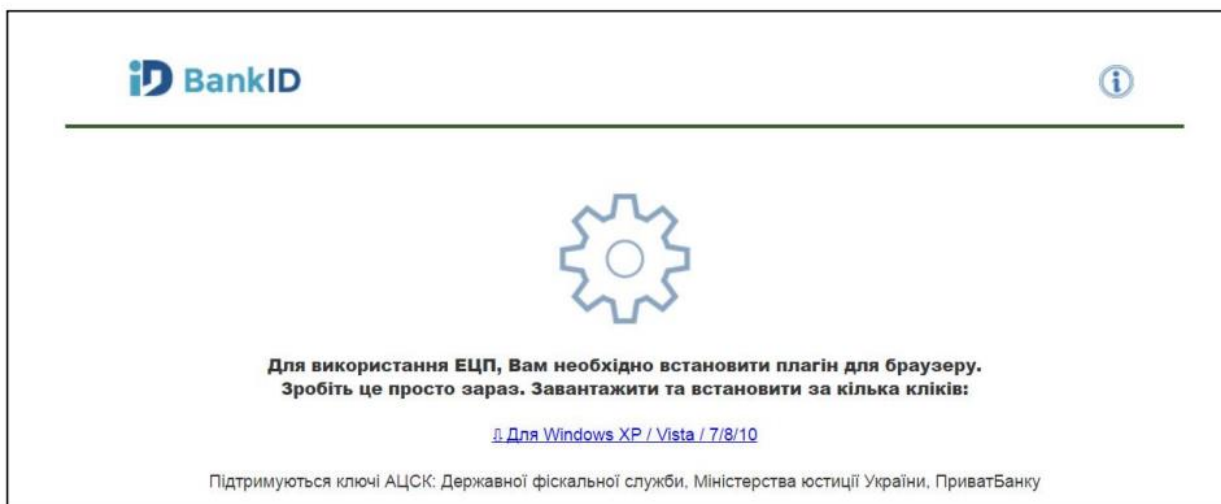 iD BankID
i
Для використання ЕЦП, Вам необхідно встановити плагін для браузеру.
Зробіть це просто зараз. Завантажити та встановити за кілька кліків:
⇩ Для Windows XP / Vista / 7/8/10
Підтримуються ключі АЦСК: Державної фіскальної служби, Міністерства юстиції України, ПриватБанку